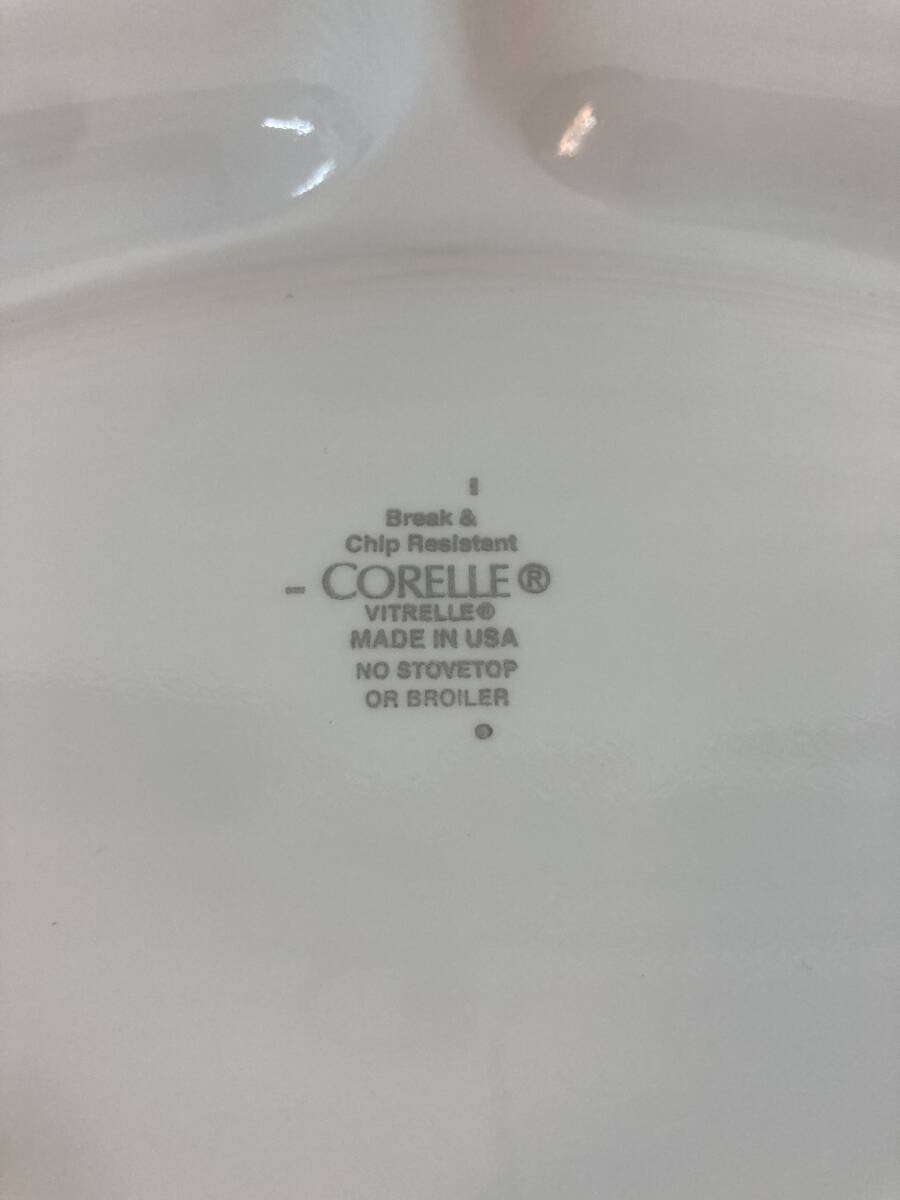 Break &
Chip Resistant
CORELLE®
VITRELLE®
MADE IN USA
NO STOVETOP
OR BROILER